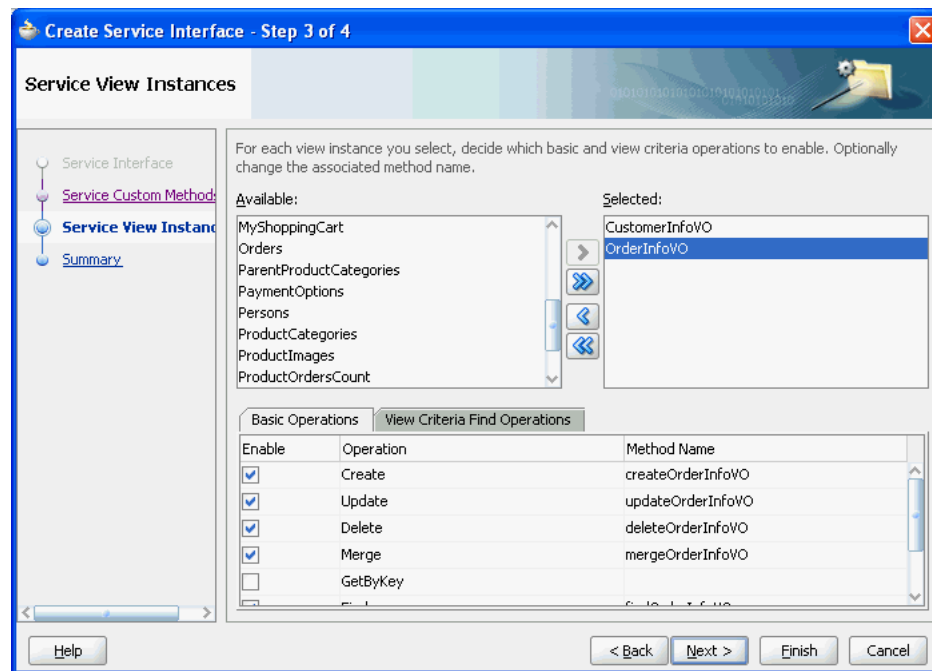 Create Service Interface - Step 3 of 4
Service View Instances
Service Interface
Service Custom Methods
Service View Instanc
Summary
For each view instance you select, decide which basic and view criteria operations to enable. Optionally
change the associated method name.
Available:
MyShoppingCart
Orders
ParentProductCategories
PaymentOptions
Persons
ProductCategories
ProductImages
ProductOrdersCount
Selected:
CustomerInfoVO
OrderInfoVO
Basic Operations
View Criteria Find Operations
Enable Operation Method Name
Create createOrderInfoVO
Update updateOrderInfoVO
Delete deleteOrderInfoVO
Merge mergeOrderInfoVO
GetByKey
Help
< Back
Next >
Finish
Cancel